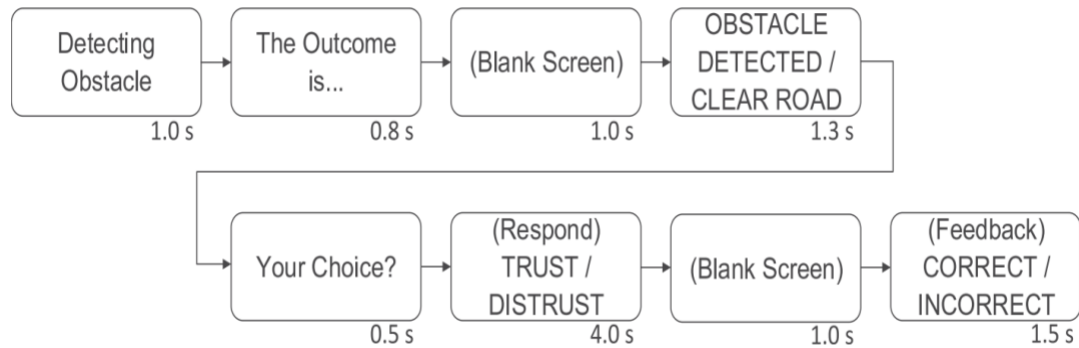 Detecting
Obstacle
1.0 s
The Outcome
is...
0.8 s
(Blank Screen)
1.0 s
OBSTACLE
DETECTED /
CLEAR ROAD
1.3 s
Your Choice?
0.5 s
(Respond)
TRUST /
DISTRUST
4.0 s
(Blank Screen)
1.0 s
(Feedback)
CORRECT /
INCORRECT
1.5 s